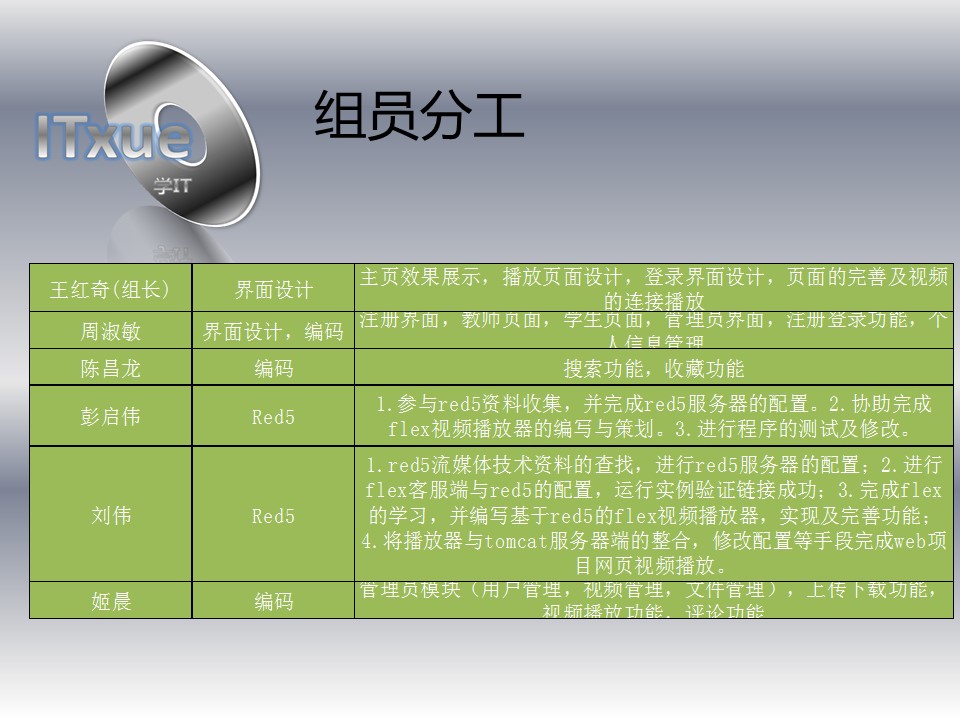 组员分工
ITxue
学IT
王红奇(组长)
界面设计
主页效果展示，播放页面设计，登录界面设计，页面的完善及视频
的连接播放
周淑敏
界面设计，编码
注册界面，教师页面，学生页面，管理员界面，注册登录功能，个
人信息管理
陈昌龙
编码
搜索功能，收藏功能
彭启伟
Red5
1.参与red5资料收集，并完成red5服务器的配置。2.协助完成
flex视频播放器的编写与策划。3.进行程序的测试及修改。
刘伟
Red5
1.red5流媒体技术资料的查找，进行red5服务器的配置；2.进行
flex客服端与red5的配置，运行实例验证链接成功；3.完成flex
的学习，并编写基于red5的flex视频播放器，实现及完善功能；
4.将播放器与tomcat服务器端的整合，修改配置等手段完成web项
目网页视频播放。
姬晨
编码
管理员模块（用户管理，视频管理，文件管理），上传下载功能，
视频播放功能，评论功能